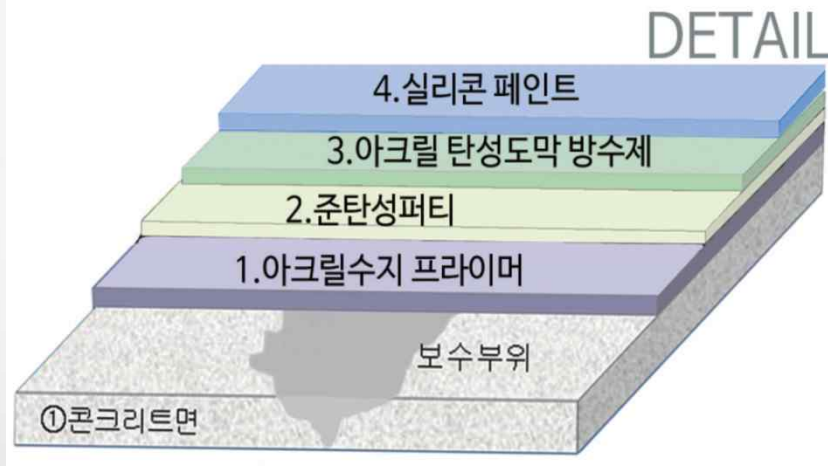 DETAIL
4.실리콘 페인트
3.아크릴 탄성도막 방수제
2.준탄성퍼티
1.아크릴수지 프라이머
보수부위
①콘크리트면